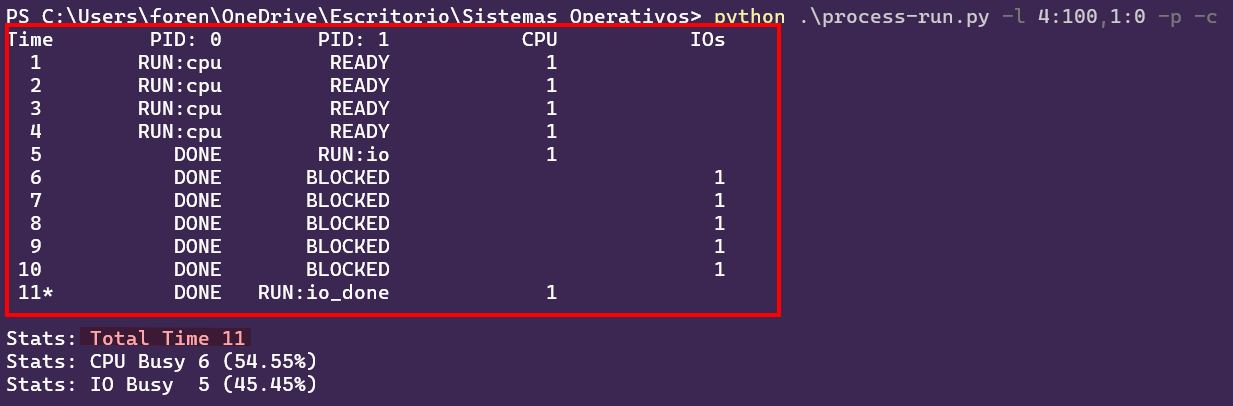 PS C:\Users\foren\OneDrive\Escritorio\Sistemas Operativos> python .\process-run.py -l 4:100,1:0 -p -c
Time        PID: 0        PID: 1           CPU           IOs
  1        RUN:cpu         READY             1
  2        RUN:cpu         READY             1
  3        RUN:cpu         READY             1
  4        RUN:cpu         READY             1
  5           DONE        RUN:io             1
  6           DONE       BLOCKED                           1
  7           DONE       BLOCKED                           1
  8           DONE       BLOCKED                           1
  9           DONE       BLOCKED                           1
 10           DONE       BLOCKED                           1
 11*          DONE   RUN:io_done             1
Stats: Total Time 11
Stats: CPU Busy 6 (54.55%)
Stats: IO Busy  5 (45.45%)